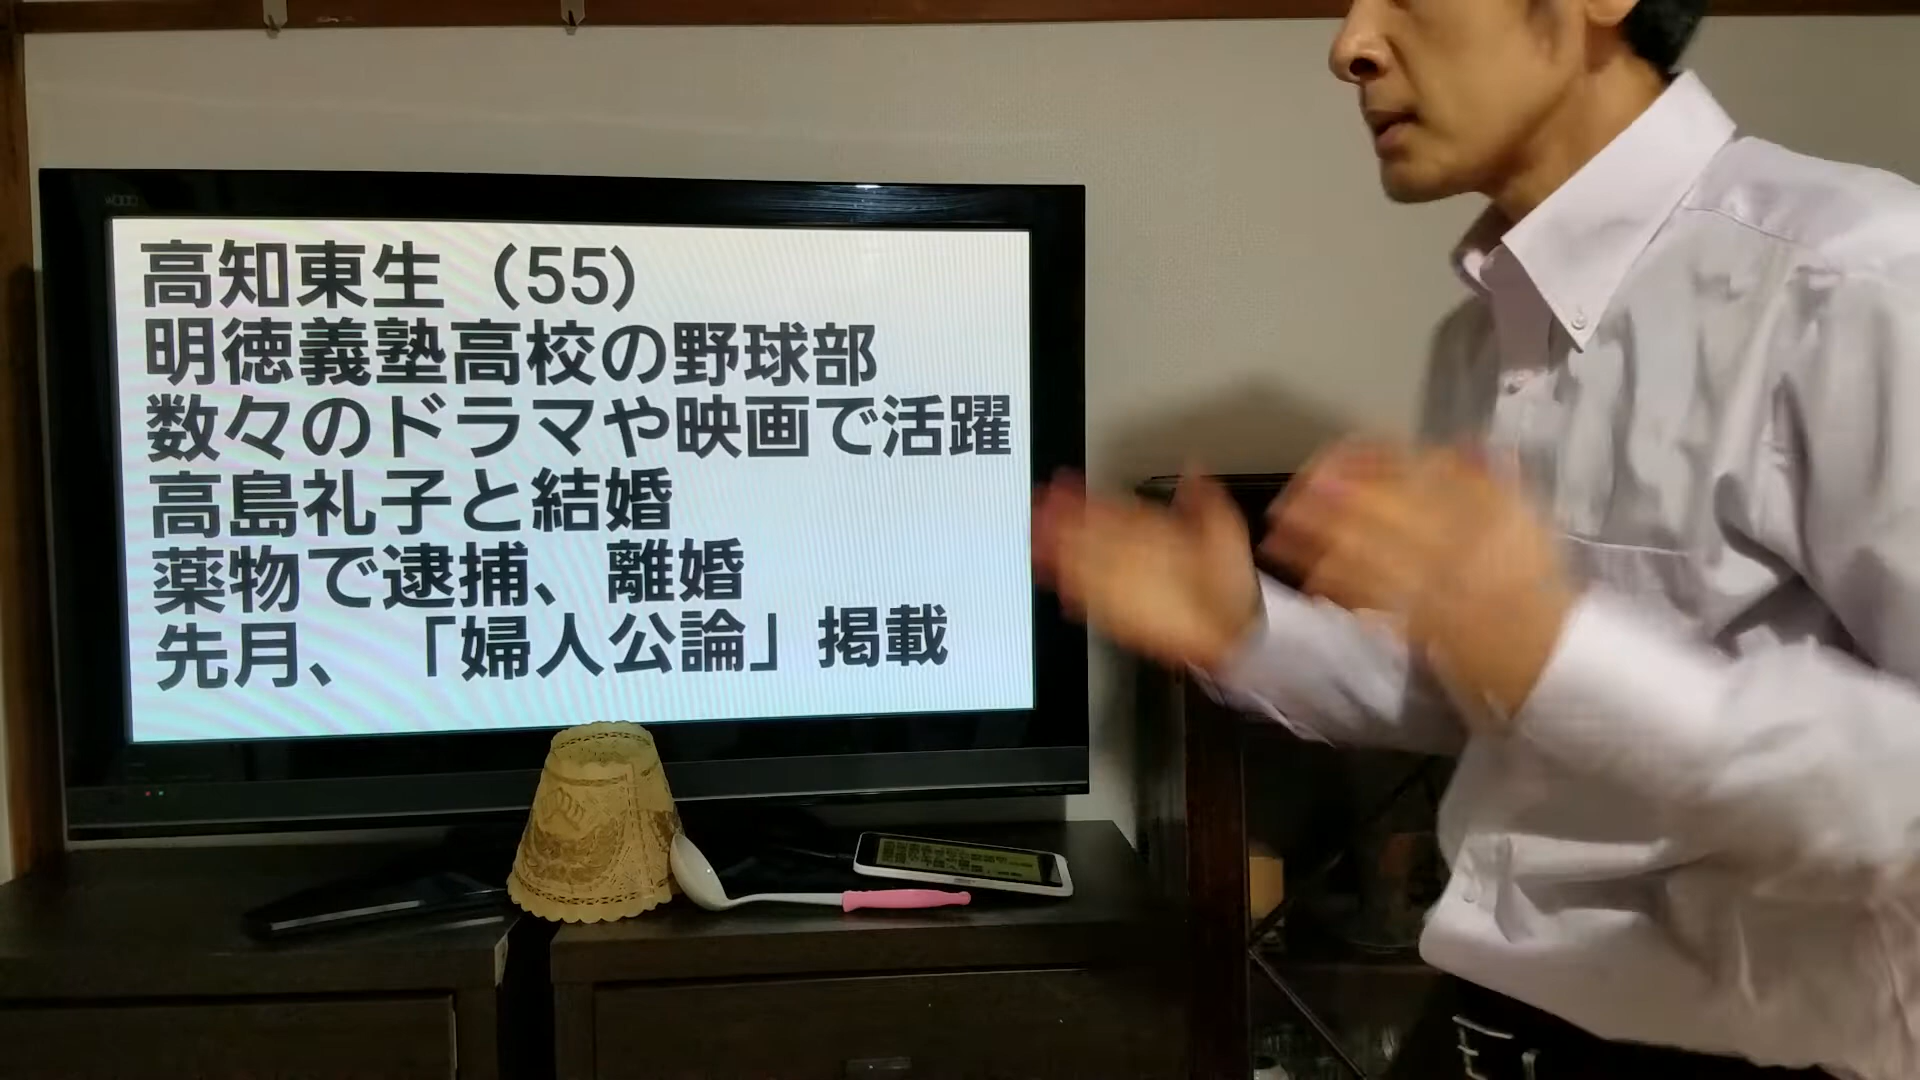 高知東生（55）
明徳義塾高校の野球部
数々のドラマや映画で活躍
高島礼子と結婚
薬物で逮捕、離婚
先月、「婦人公論」掲載